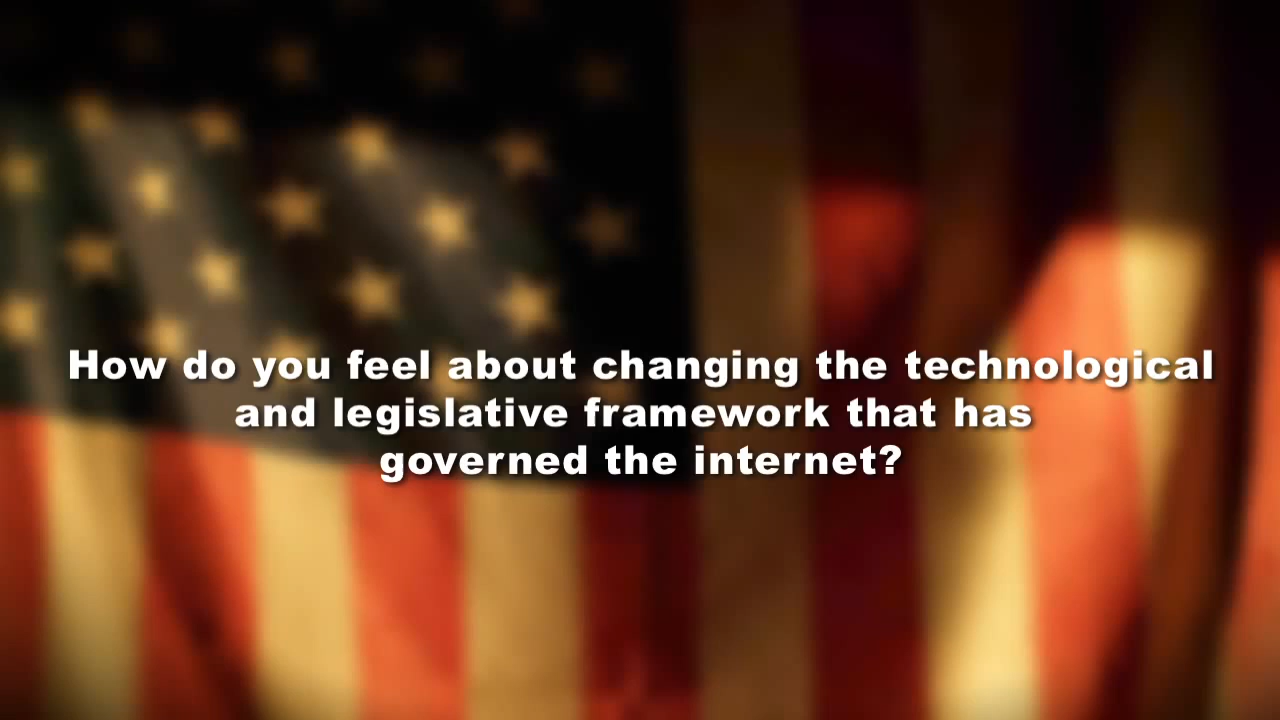 How do you feel about changing the technological
and legislative framework that has
governed the internet?